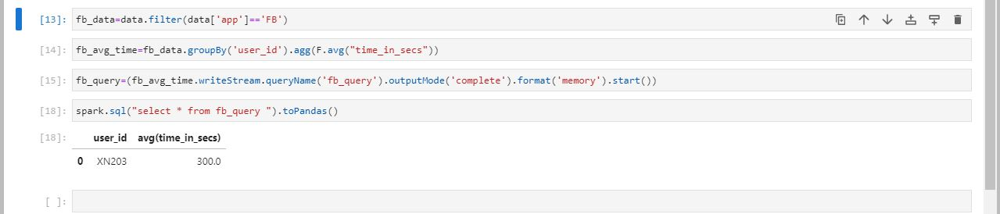 [13]: fb_data=data.filter(data['app']=='FB')
[14]: fb_avg_time=fb_data.groupBy('user_id').agg(F.avg("time_in_secs"))
[15]: fb_query=(fb_avg_time.writeStream.queryName('fb_query').outputMode('complete').format('memory').start())
[18]: spark.sql("select * from fb_query ").toPandas()
[18]: user_id avg(time_in_secs)
0 XN203 300.0
[ ]: